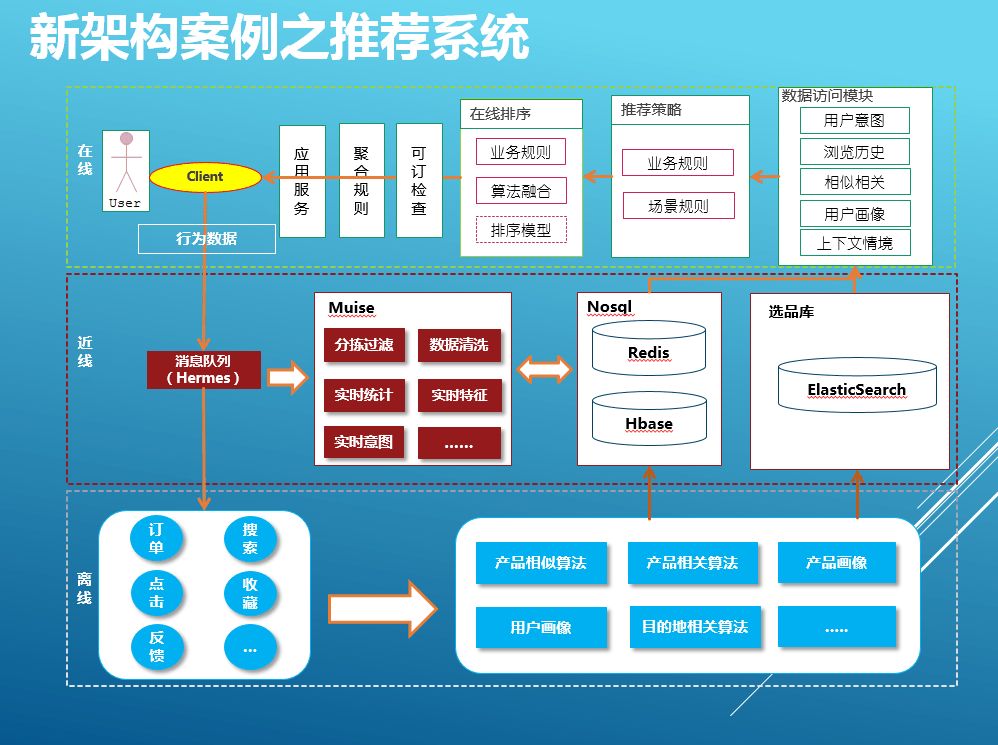 新架构案例之推荐系统
在线
User
Client
行为数据
应用服务
聚合规则
可订检查
在线排序
业务规则
算法融合
排序模型
推荐策略
业务规则
场景规则
数据访问模块
用户意图
浏览历史
相似相关
用户画像
上下文情境
近线
消息队列
（Hermes）
Muise
分拣过滤
数据清洗
实时统计
实时特征
实时意图
……
Nosql
Redis
Hbase
选品库
ElasticSearch
离线
订单
搜索
点击
收藏
反馈
...
产品相似算法
产品相关算法
产品画像
用户画像
目的地相关算法
.....